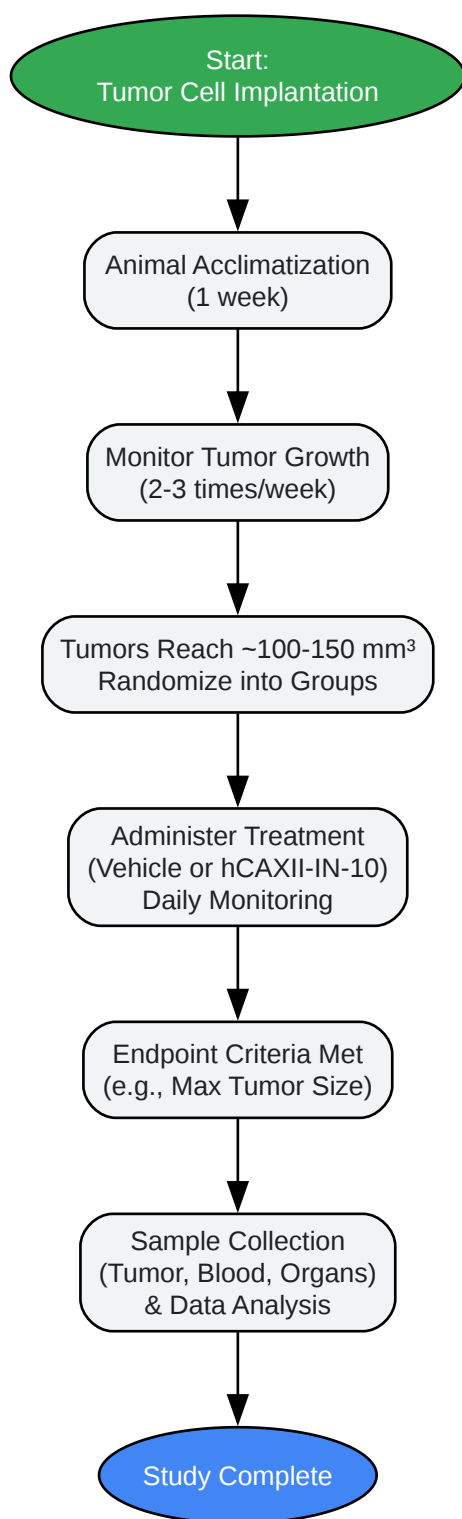 Start:
Tumor Cell Implantation
Animal Acclimatization
(1 week)
Monitor Tumor Growth
(2-3 times/week)
Tumors Reach ~100-150 mm³
Randomize into Groups
Administer Treatment
(Vehicle or hCAXII-IN-10)
Daily Monitoring
Endpoint Criteria Met
(e.g., Max Tumor Size)
Sample Collection
(Tumor, Blood, Organs)
& Data Analysis
Study Complete